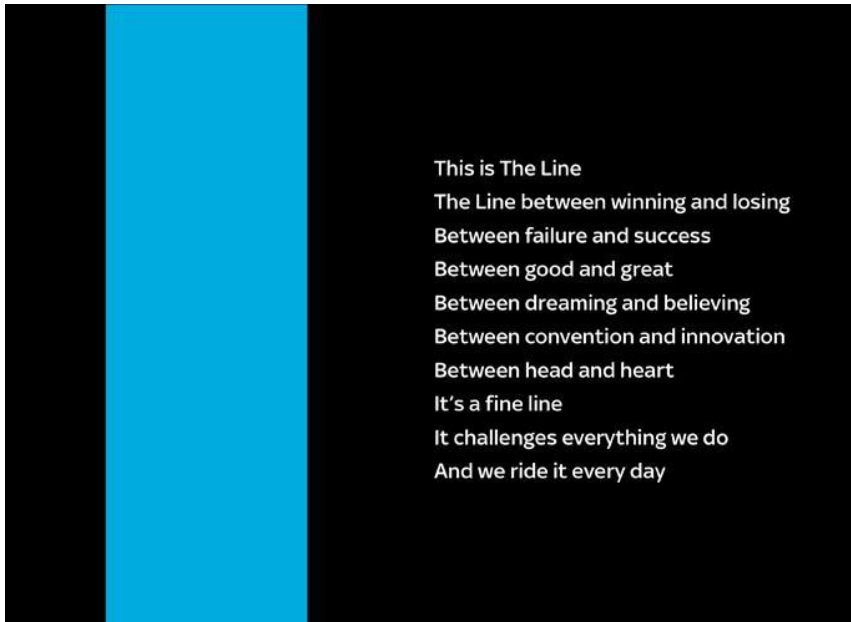 This is The Line
The Line between winning and losing
Between failure and success
Between good and great
Between dreaming and believing
Between convention and innovation
Between head and heart
It's a fine line
It challenges everything we do
And we ride it every day